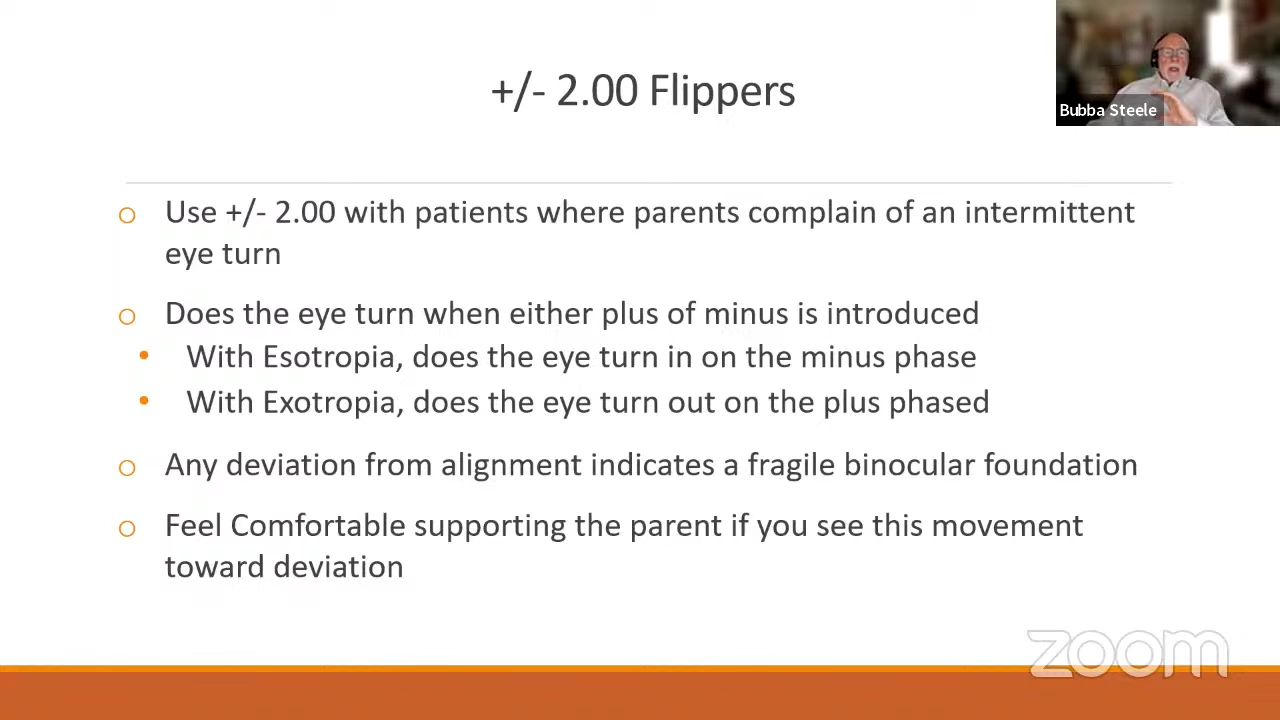 +/- 2.00 Flippers
Bubba Steele
Use +/- 2.00 with patients where parents complain of an intermittent
eye turn
Does the eye turn when either plus of minus is introduced
With Esotropia, does the eye turn in on the minus phase
With Exotropia, does the eye turn out on the plus phased
Any deviation from alignment indicates a fragile binocular foundation
Feel Comfortable supporting the parent if you see this movement
toward deviation
zoom